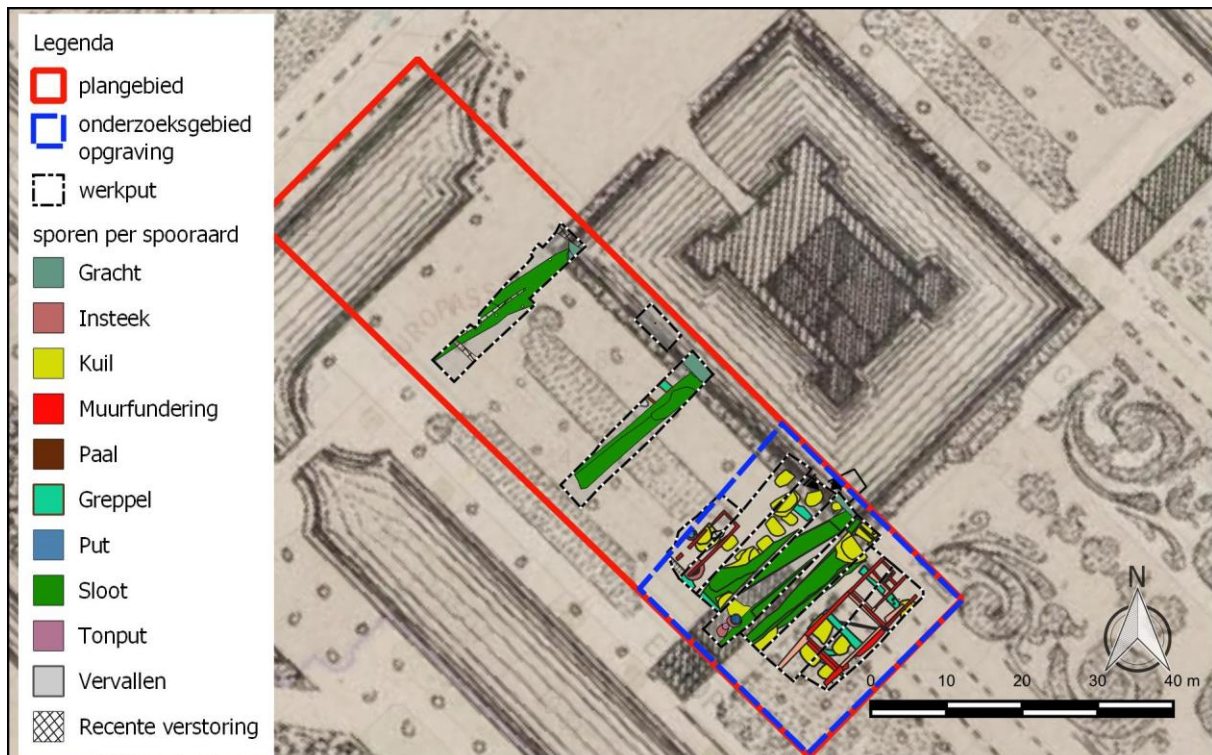 Legenda
plangebied
onderzoeksgebied
opgraving
werkput
sporen per spooraard
Gracht
Insteek
Kuil
Muurfundering
Paal
Greppel
Put
Sloot
Tonput
Vervallen
Recente verstoring
N
0 10 20 30 40 m